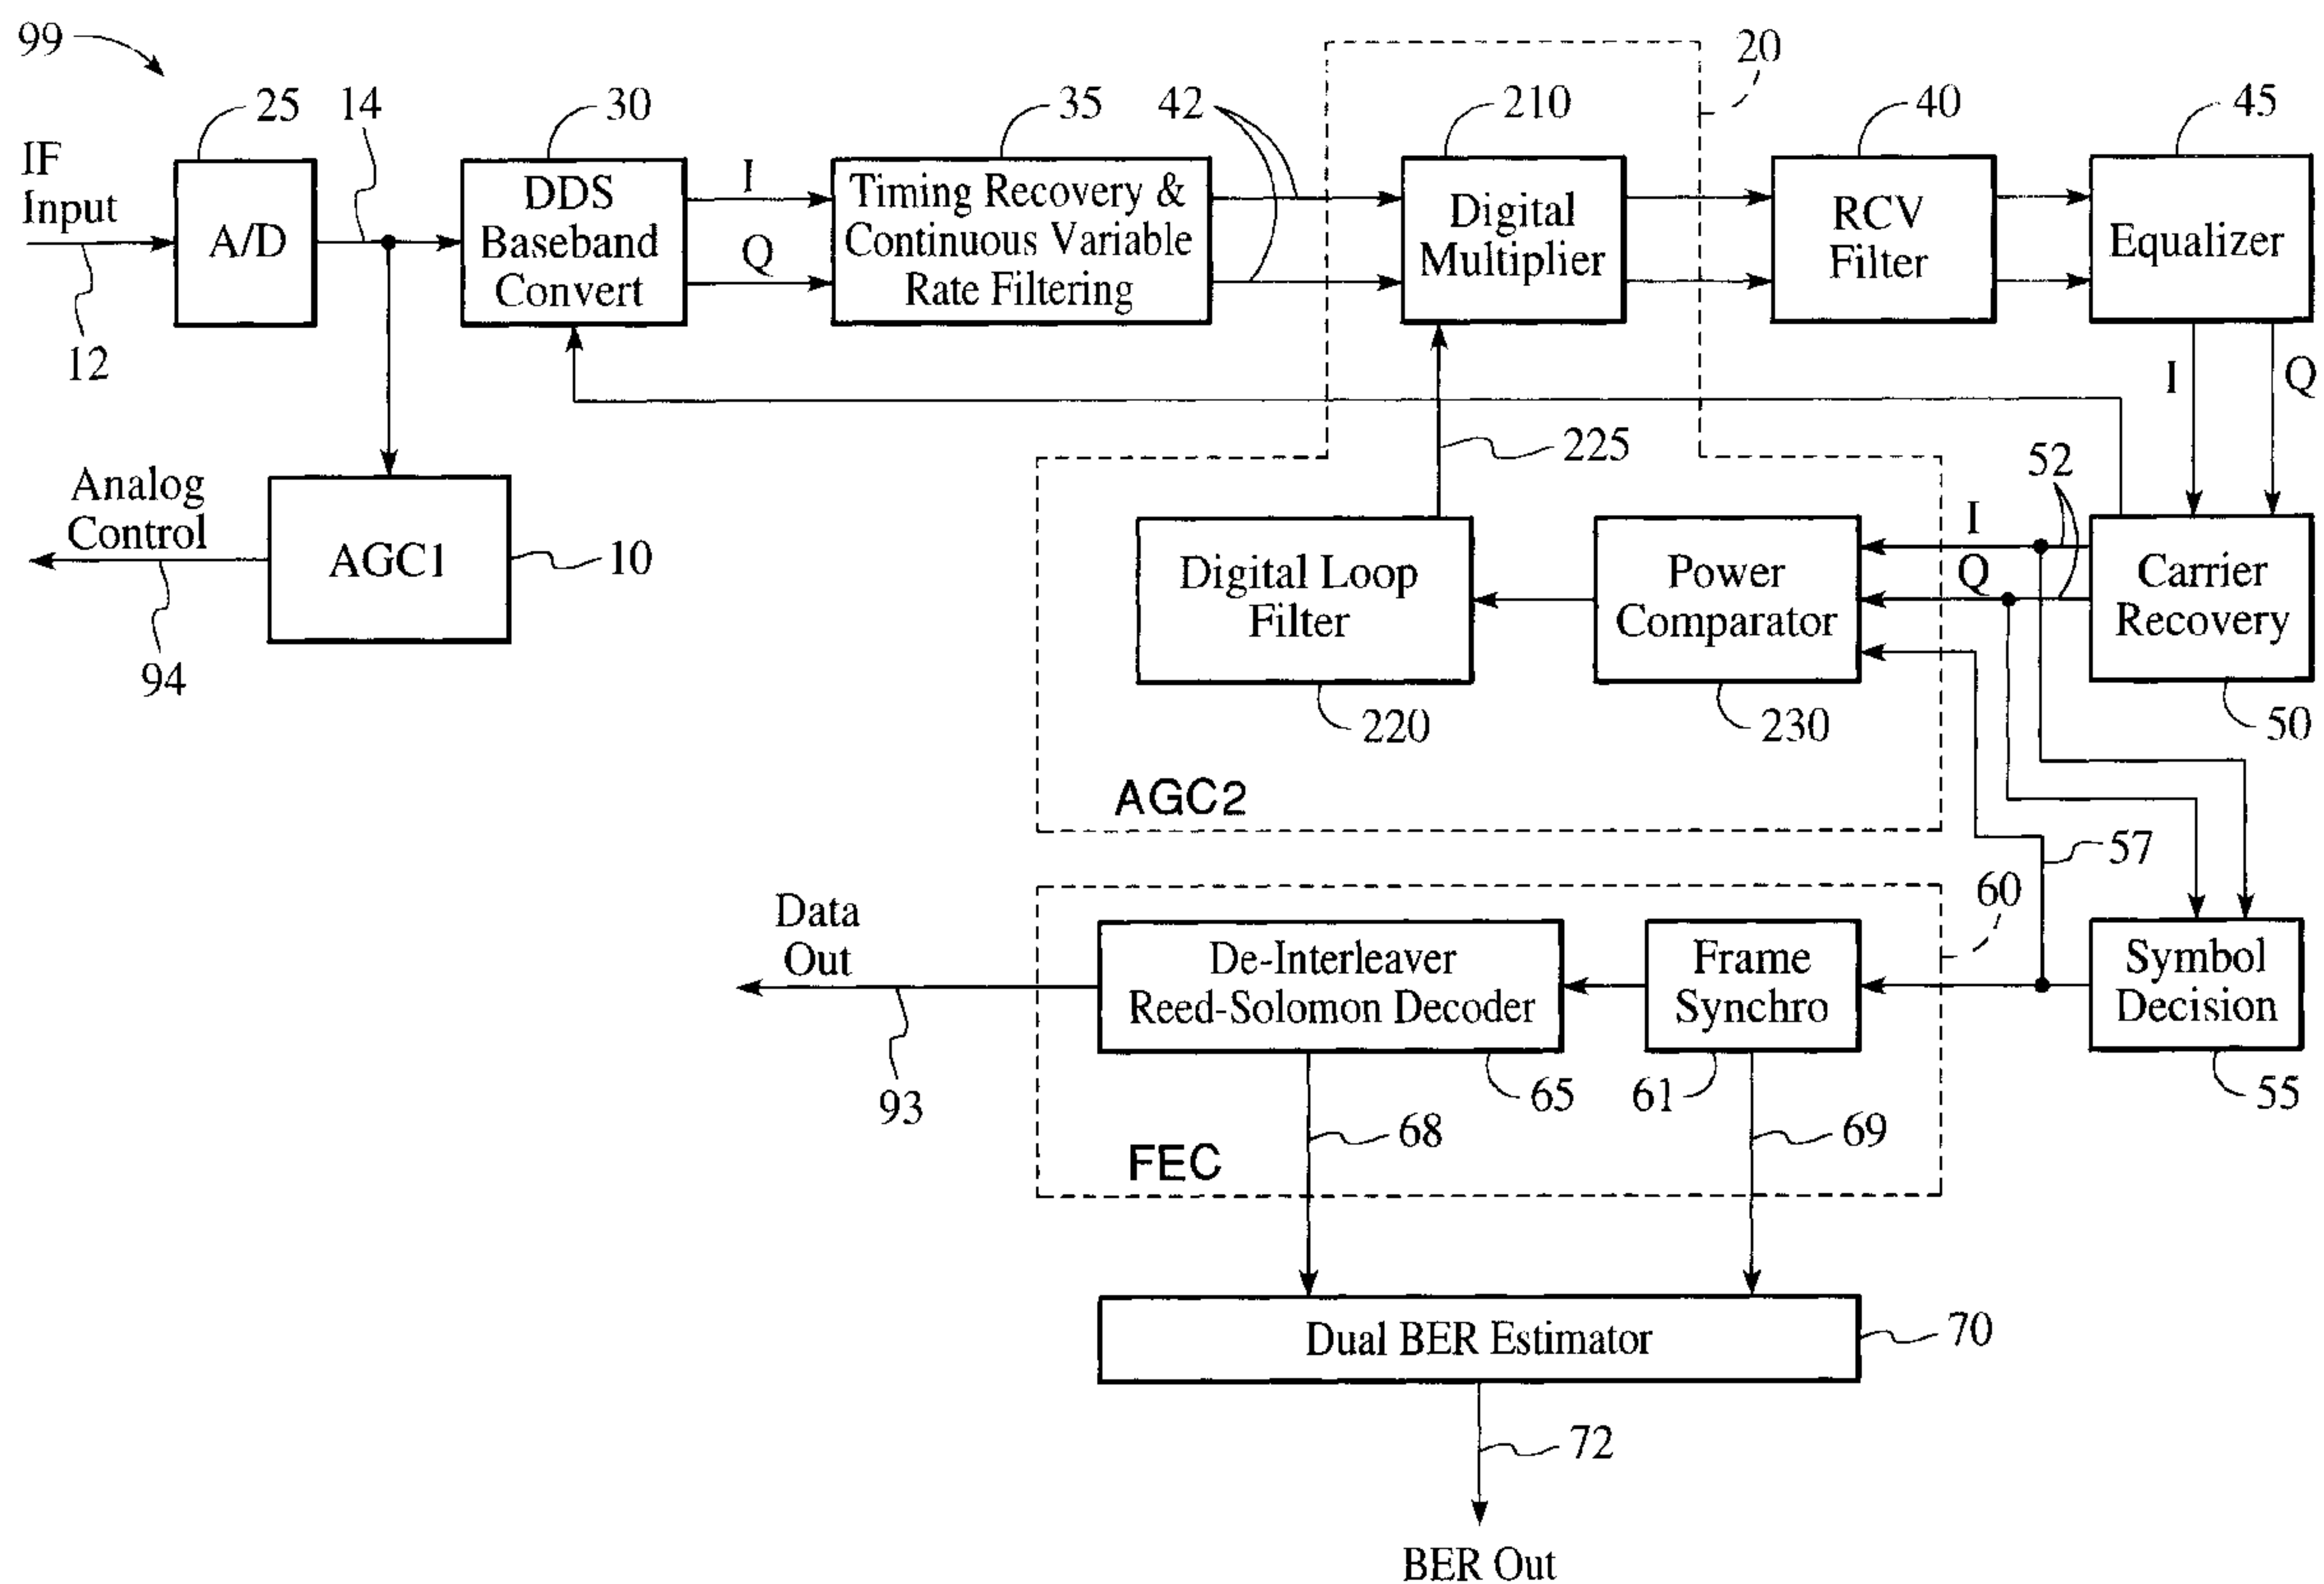 99
25
14
30
35
42
210
20
40
45
IF
Input
A/D
DDS
Baseband
Convert
I
Q
Timing Recovery &
Continuous Variable
Rate Filtering
Digital
Multiplier
RCV
Filter
Equalizer
12
I
Q
Analog
Control
AGC1
10
94
225
52
Digital Loop
Filter
220
Power
Comparator
230
I
Q
Carrier
Recovery
50
AGC2
57
60
Data
Out
93
De-Interleaver
Reed-Solomon Decoder
65
Frame
Synchro
61
Symbol
Decision
55
68
69
FEC
Dual BER Estimator
70
72
BER Out